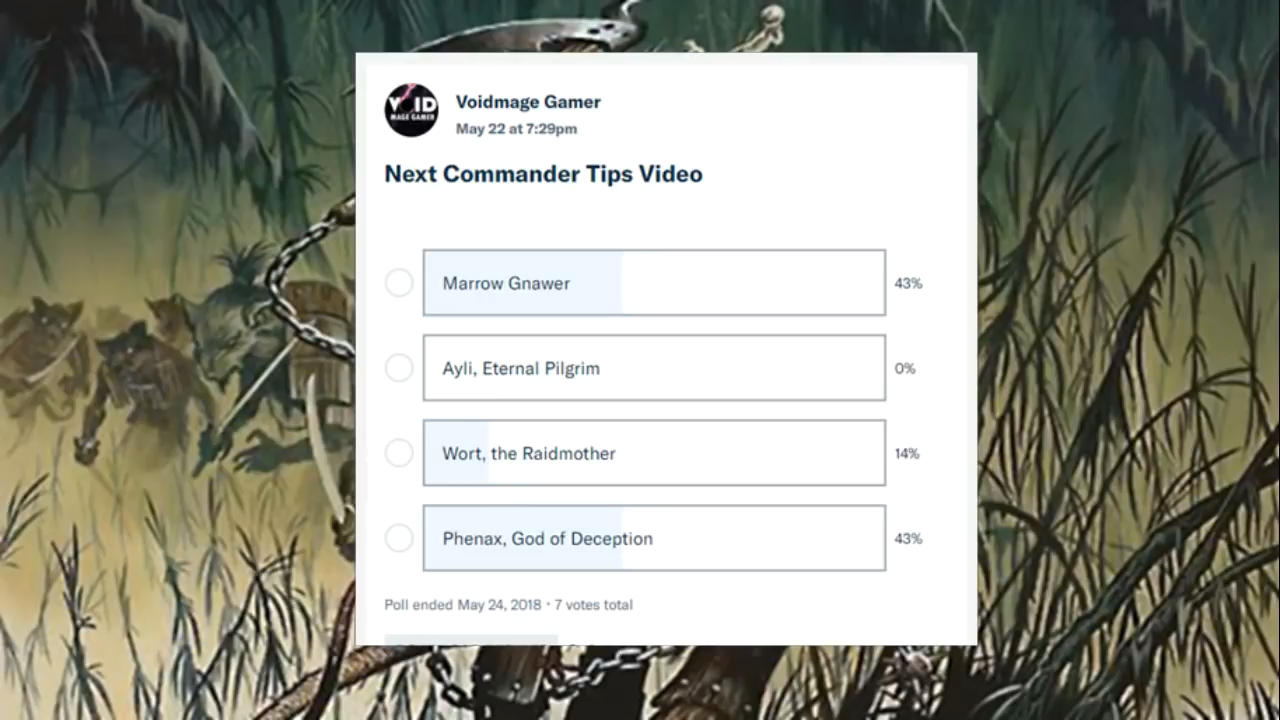 VOID
MAGE GAMER
Voidmage Gamer
May 22 at 7:29pm
Next Commander Tips Video
Marrow Gnawer
43%
Ayli, Eternal Pilgrim
0%
Wort, the Raidmother
14%
Phenax, God of Deception
43%
Poll ended May 24, 2018 • 7 votes total